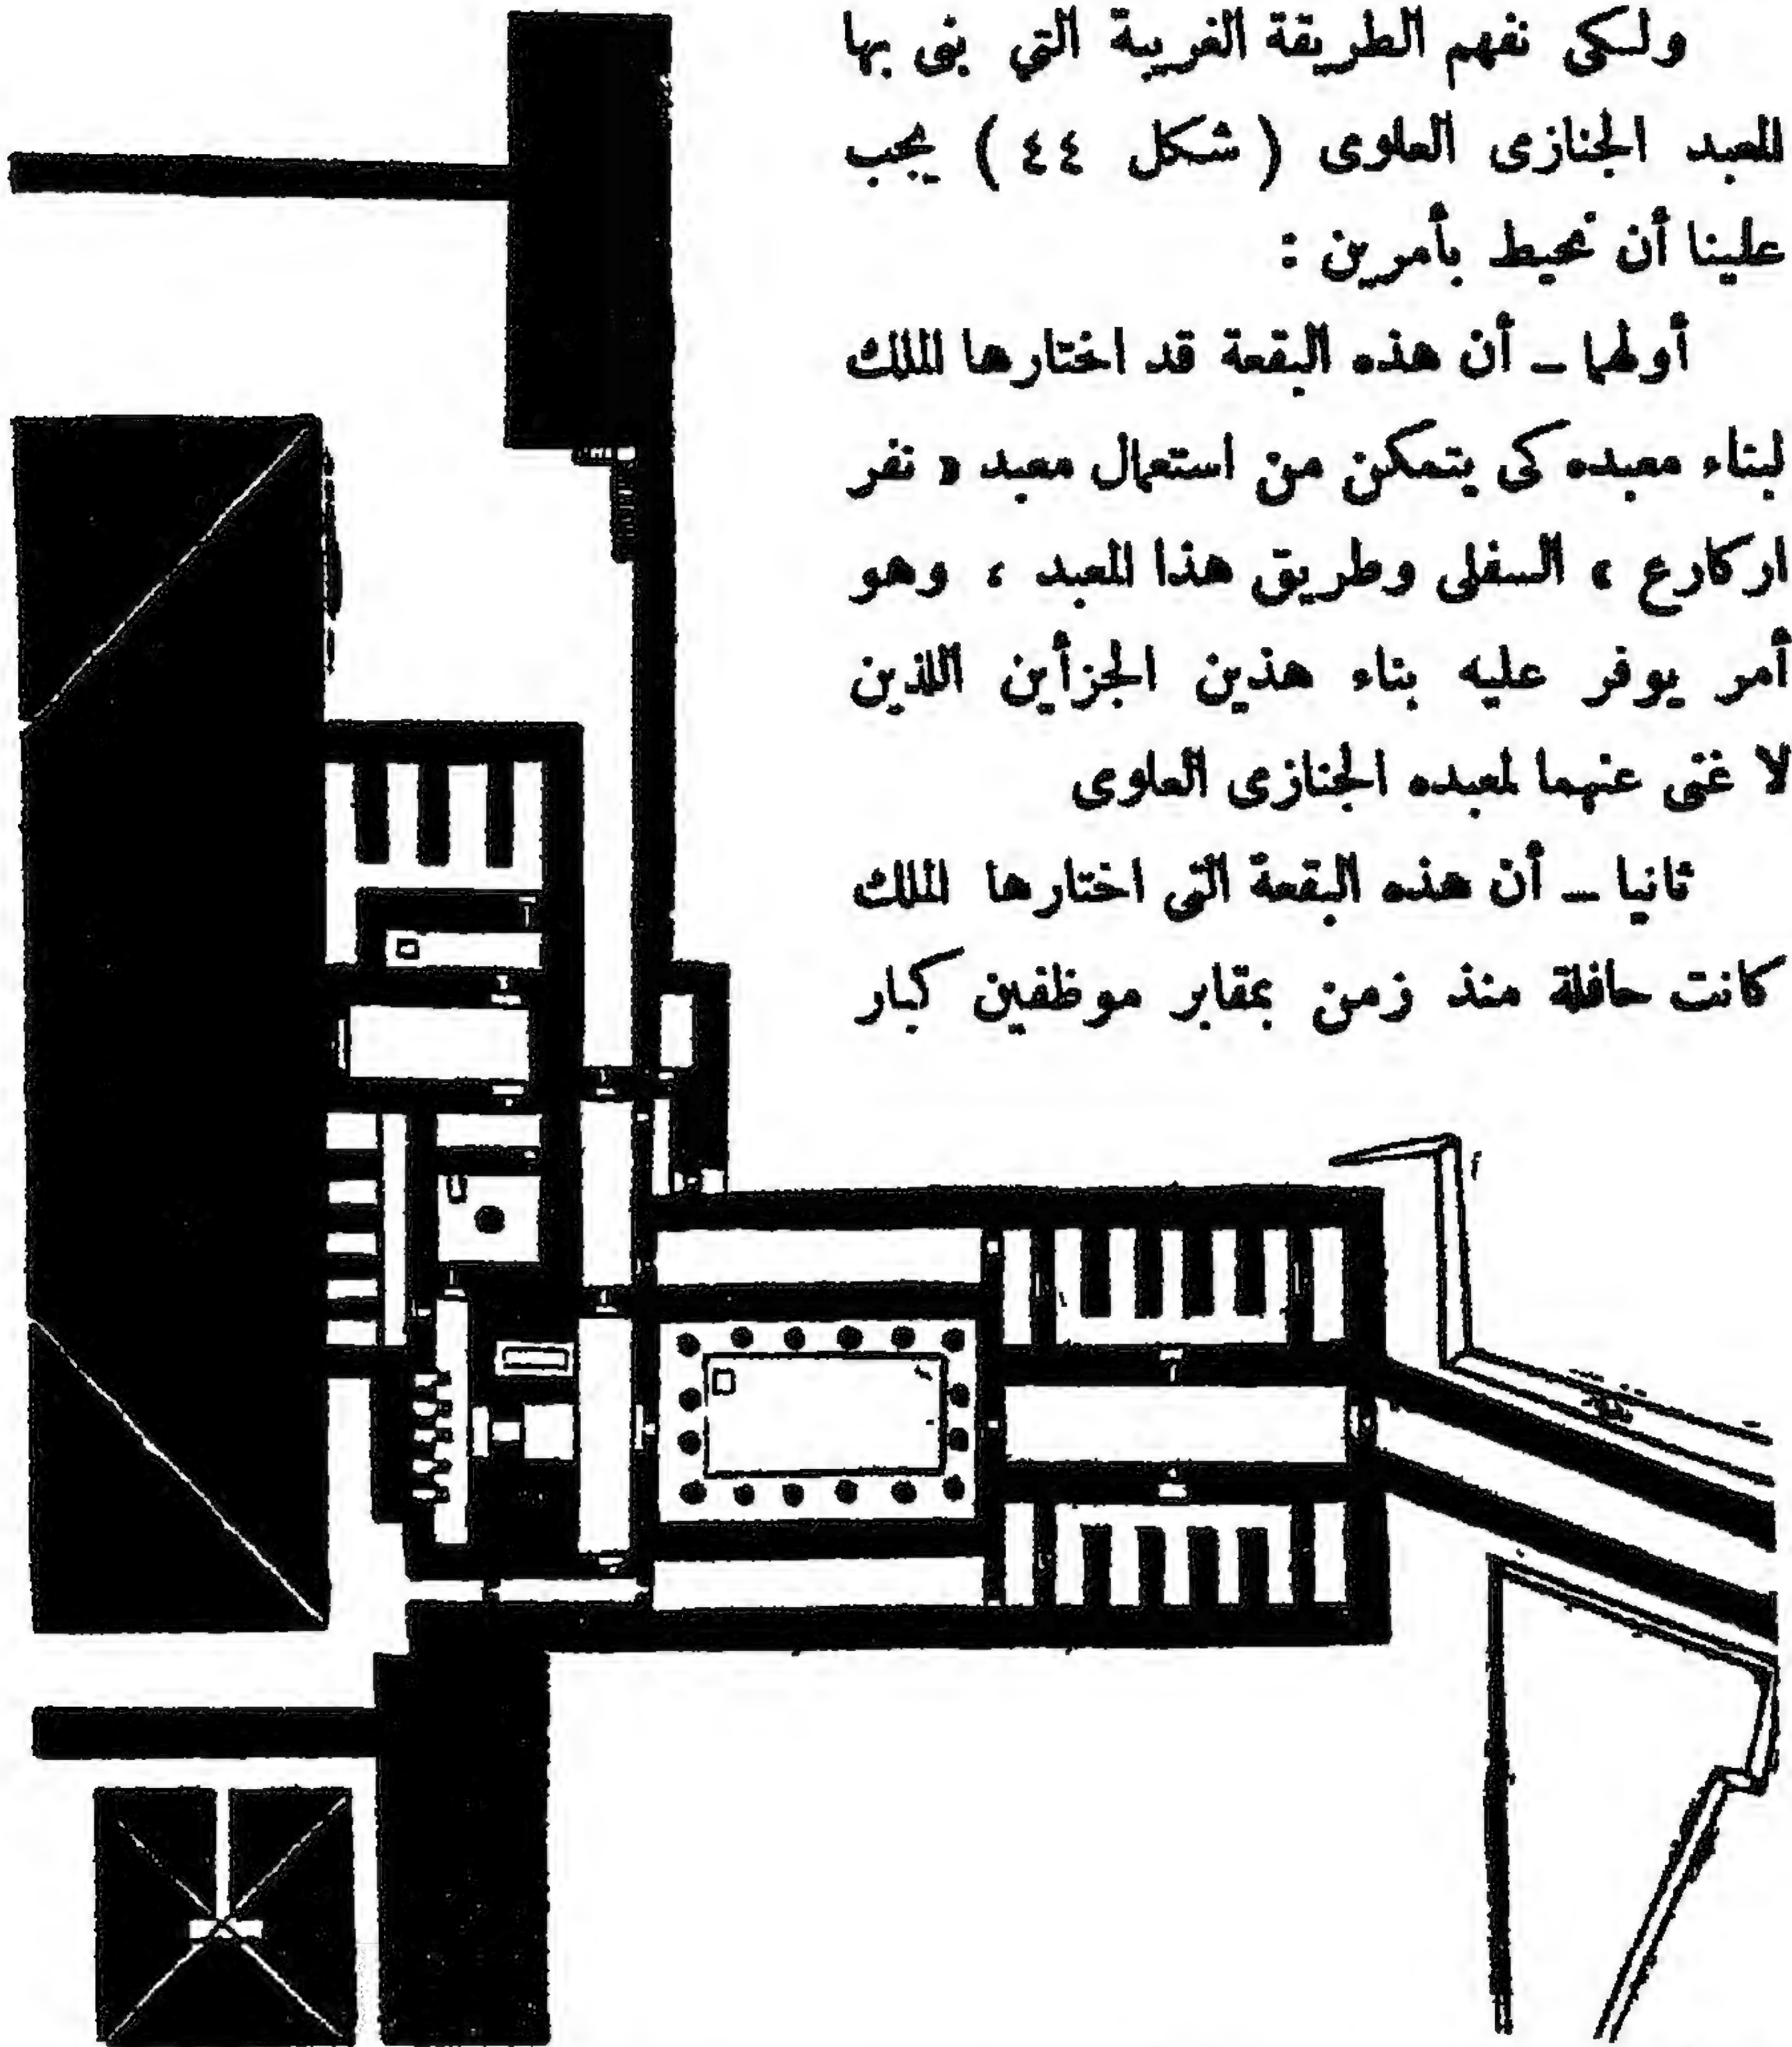 ولكى نفهم الطريقة الغريبة التي بنى بها
المعبد الجنازى العلوى ( شكل ٤٤ ) يجب
علينا أن نحيط بأمرين :
أولهما ــ أن هذه البقعة قد اختارها الملك
لبناء معبده كى يتمكن من استعمال معبد « نفر
اركارع » السفلى وطريق هذا المعبد ، وهو
أمر يوفر عليه بناء هذين الجزأين اللذين
لا غنى عنهما لمعبده الجنازى العلوى
ثانيا ــ أن هذه البقعة التى اختارها الملك
كانت حافلة منذ زمن بمقابر موظفين كبار